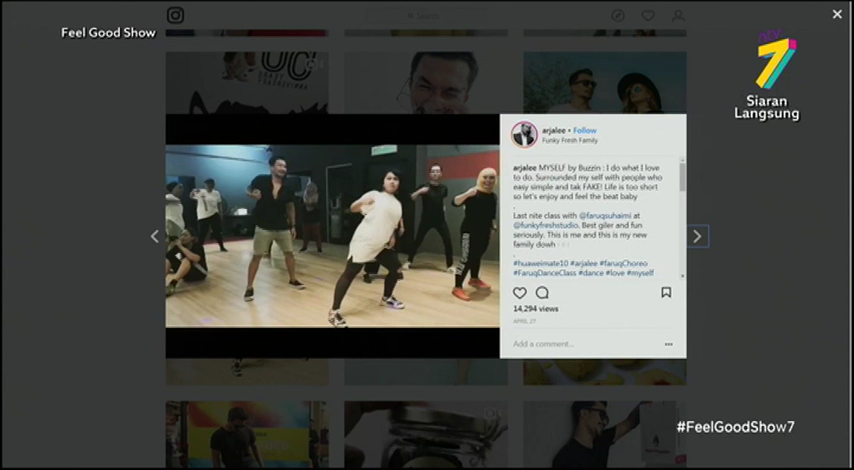 Feel Good Show
Search
ntv
7
Siaran
Langsung
arjalee • Follow
Funky Fresh Family
arjalee MYSELF by Buzzin : I do what I love
to do. Surrounded my self with people who
easy simple and tak FAKE! Life is too short
so let's enjoy and feel the beat baby
.
Last nite class with @faruqsuhaimi at
@funkyfreshstudio. Best giler and fun
seriously. This is me and this is my new
family dowh
.
#huaweimate10 #arjalee #faruqChoreo
#FaruqDanceClass #dance #love #myself
14,294 views
APRIL 27
Add a comment...
#FeelGoodShow7